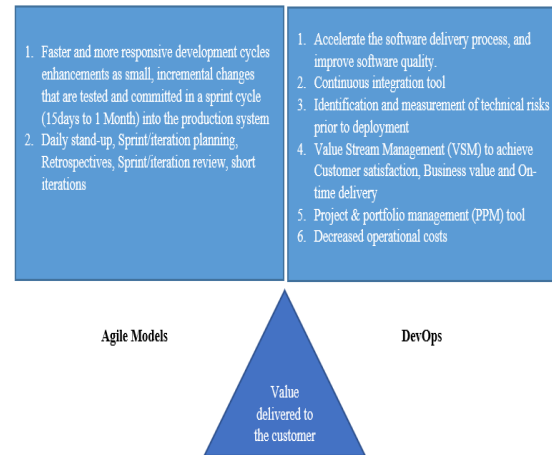 1. Faster and more responsive development cycles
enhancements as small, incremental changes
that are tested and committed in a sprint cycle
(15days to 1 Month) into the production system
2. Daily stand-up, Sprint/iteration planning,
Retrospectives, Sprint/iteration review, short
iterations
1. Accelerate the software delivery process, and
improve software quality.
2. Continuous integration tool
3. Identification and measurement of technical risks
prior to deployment
4. Value Stream Management (VSM) to achieve
Customer satisfaction, Business value and On-
time delivery
5. Project & portfolio management (PPM) tool
6. Decreased operational costs
Agile Models
DevOps
Value
delivered to
the customer